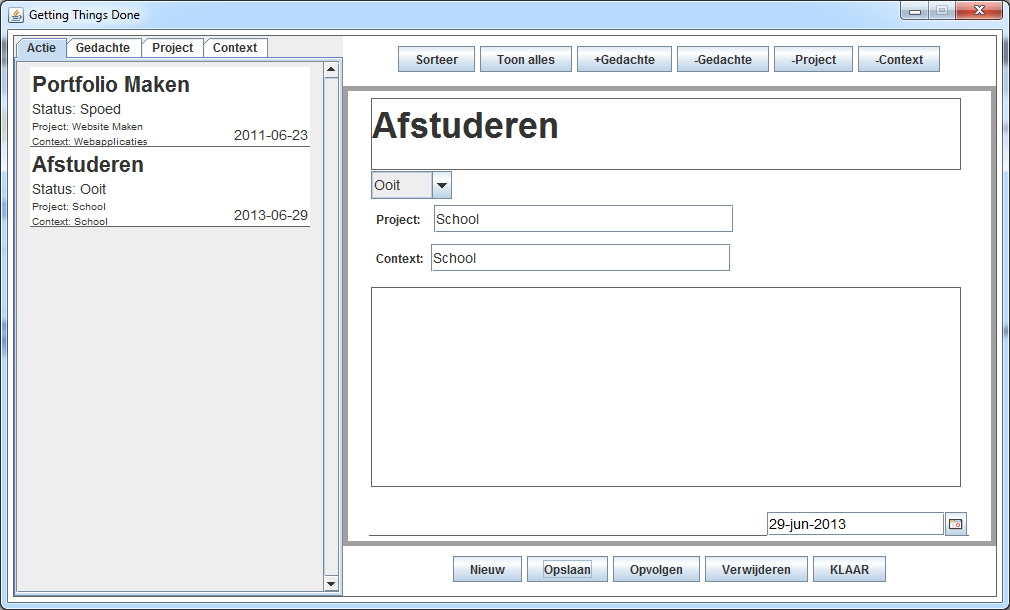 Getting Things Done
Actie Gedachte Project Context
Sorteer Toon alles +Gedachte -Gedachte -Project -Context
Portfolio Maken
Status: Spoed
Project: Website Maken
Context: Webapplicaties 2011-06-23
Afstuderen
Status: Ooit
Project: School
Context: School 2013-06-29
Afstuderen
Ooit
Project: School
Context: School
29-jun-2013
Nieuw Opslaan Opvolgen Verwijderen KLAAR